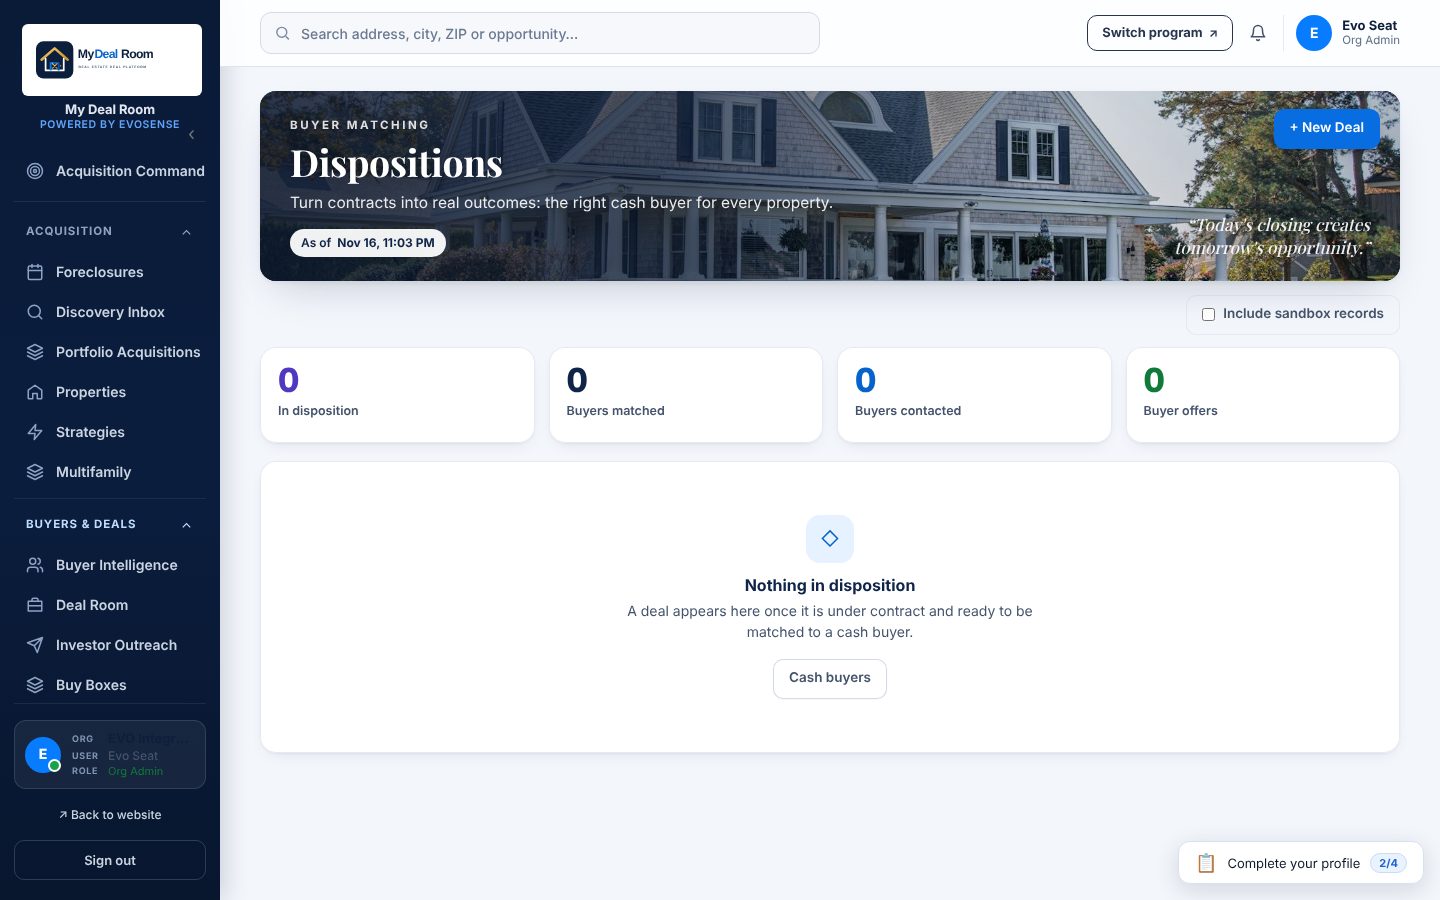 MyDeal Room
REAL ESTATE DEAL PLATFORM
My Deal Room
POWERED BY EVOSENSE
Acquisition Command
ACQUISITION
Foreclosures
Discovery Inbox
Portfolio Acquisitions
Properties
Strategies
Multifamily
BUYERS & DEALS
Buyer Intelligence
Deal Room
Investor Outreach
Buy Boxes
E
ORG EVO Integr...
USER Evo Seat
ROLE Org Admin
↗ Back to website
Sign out
Search address, city, ZIP or opportunity...
Switch program ↗
E
Evo Seat
Org Admin
BUYER MATCHING
Dispositions
Turn contracts into real outcomes: the right cash buyer for every property.
As of Nov 16, 11:03 PM
+ New Deal
“Today's closing creates
tomorrow's opportunity.”
Include sandbox records
0
In disposition
0
Buyers matched
0
Buyers contacted
0
Buyer offers
Nothing in disposition
A deal appears here once it is under contract and ready to be
matched to a cash buyer.
Cash buyers
Complete your profile 2/4